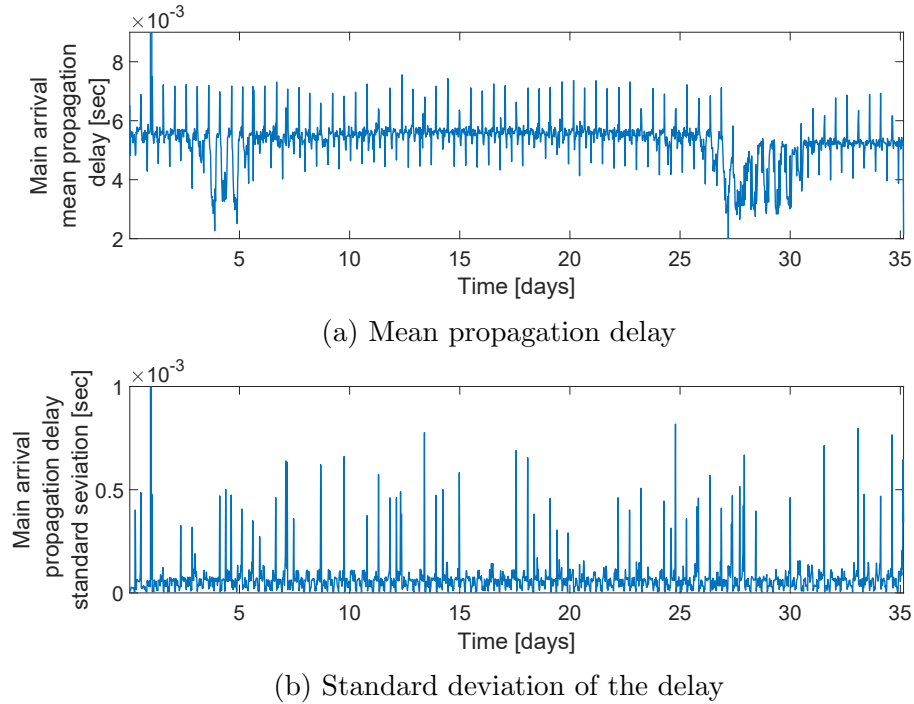 ×10⁻³
8
6
4
2
Main arrival
mean propagation
delay [sec]
5 10 15 20 25 30 35
Time [days]
(a) Mean propagation delay
×10⁻³
1
0.5
0
Main arrival
propagation delay
standard seviation [sec]
5 10 15 20 25 30 35
Time [days]
(b) Standard deviation of the delay